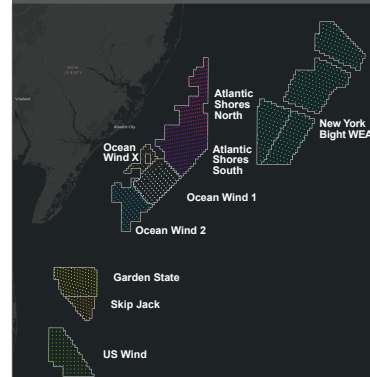 NEW
JERSEY
Vineland
Atlantic City
Atlantic
Shores
North
New York
Bight WEA
Ocean
Wind X
Atlantic
Shores
South
Ocean Wind 1
Ocean Wind 2
Garden State
Skip Jack
US Wind